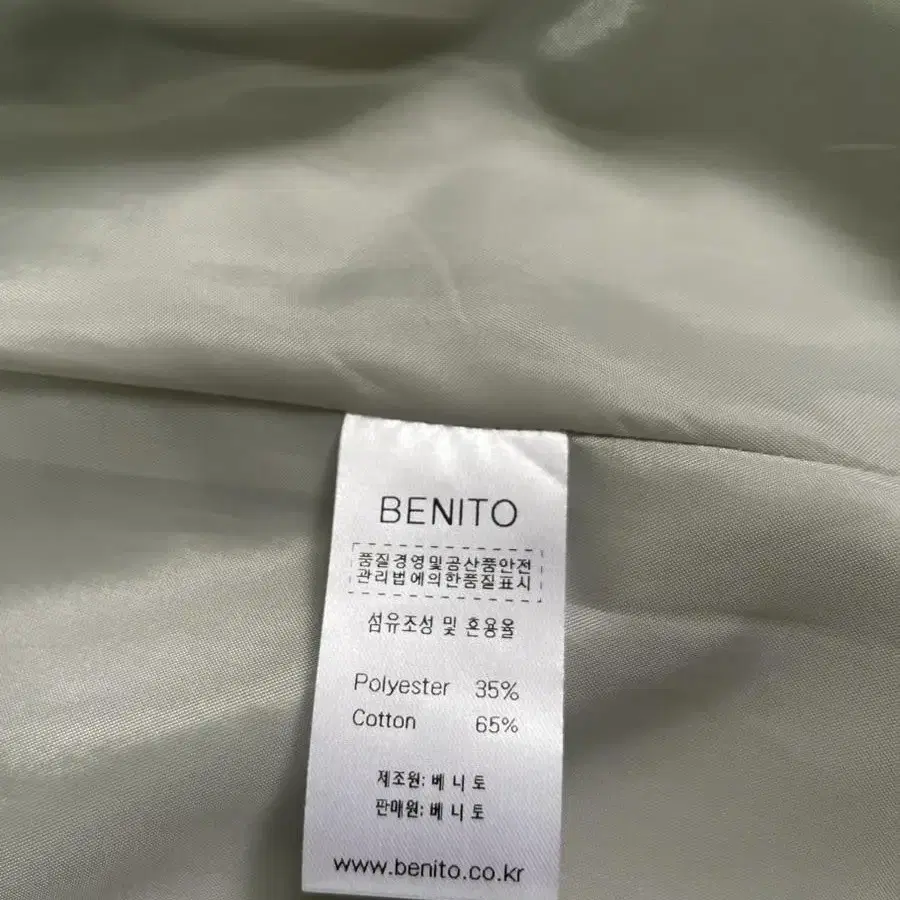 BENITO
품질경영및공산품안전
관리법에의한품질표시
섬유조성 및 혼용율
Polyester 35%
Cotton 65%
제조원: 베 니 토
판매원: 베 니 토
www.benito.co.kr